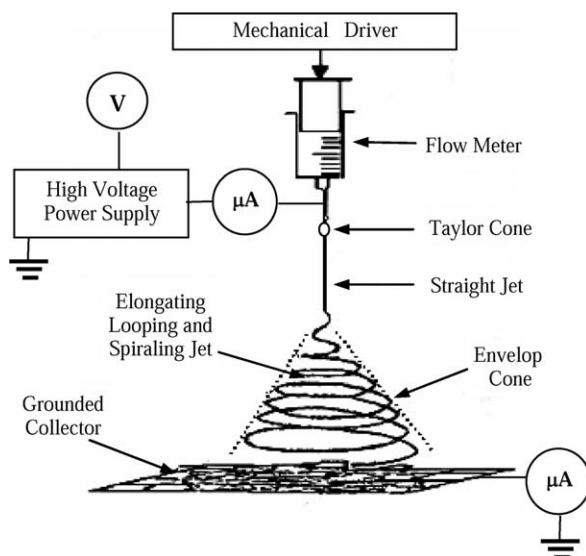 Mechanical Driver
V
Flow Meter
High Voltage
Power Supply
µA
Taylor Cone
Straight Jet
Elongating
Looping and
Spiraling Jet
Envelop
Cone
Grounded
Collector
µA